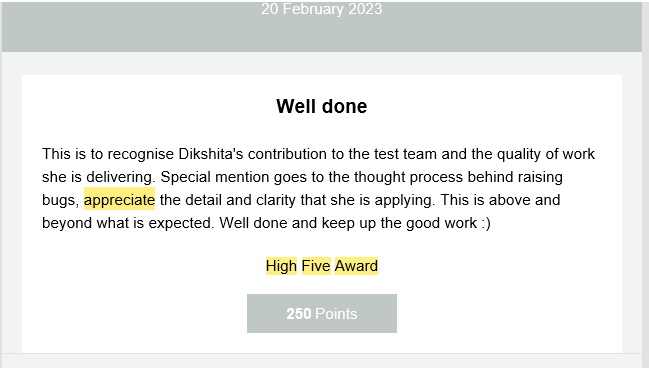 20 February 2023
Well done
This is to recognise Dikshita's contribution to the test team and the quality of work
she is delivering. Special mention goes to the thought process behind raising
bugs, appreciate the detail and clarity that she is applying. This is above and
beyond what is expected. Well done and keep up the good work :)
High Five Award
250 Points